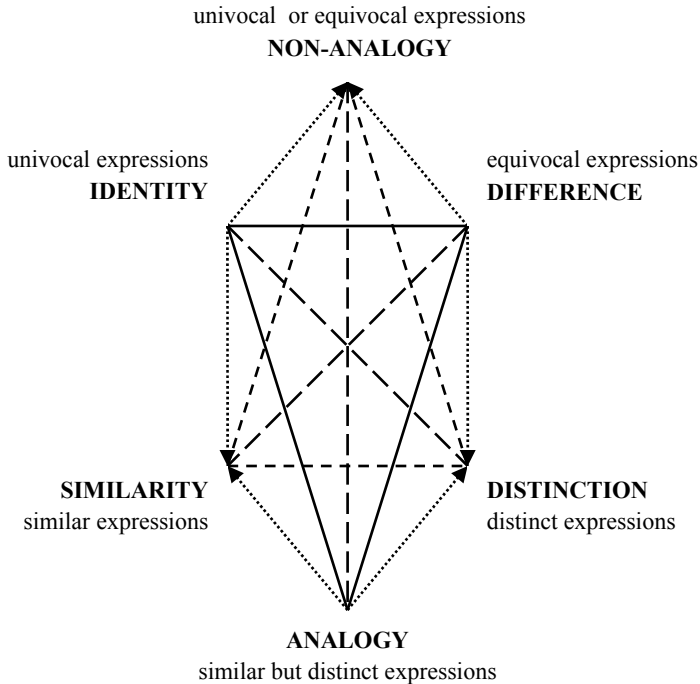 univocal or equivocal expressions
NON-ANALOGY
univocal expressions
IDENTITY
equivocal expressions
DIFFERENCE
SIMILARITY
similar expressions
DISTINCTION
distinct expressions
ANALOGY
similar but distinct expressions